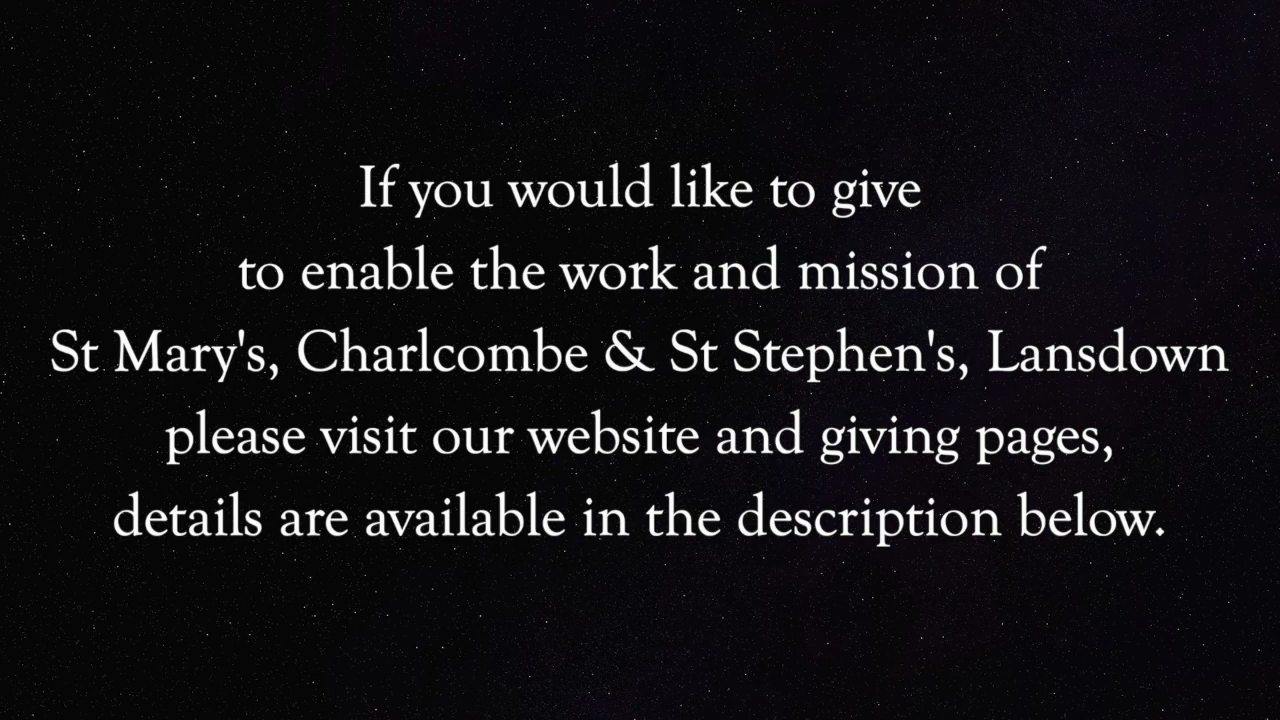 If you would like to give
to enable the work and mission of
St Mary's, Charlcombe & St Stephen's, Lansdown
please visit our website and giving pages,
details are available in the description below.